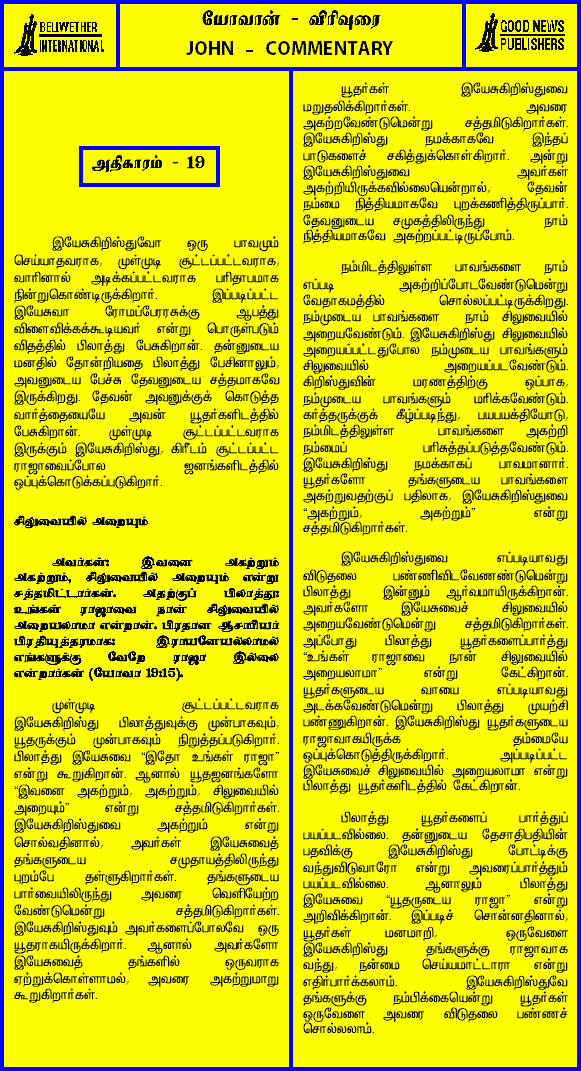 BELLWETHER
INTERNATIONAL
யோவான் - விரிவுரை
JOHN - COMMENTARY
GOOD NEWS
PUBLISHERS
அதிகாரம் - 19
இயேசுகிறிஸ்துவோ ஒரு பாவமும்
செய்யாதவராக, முள்முடி சூட்டப்பட்டவராக,
வாரினால் அடிக்கப்பட்டவராக பரிதாபமாக
நின்றுகொண்டிருக்கிறார். இப்படிப்பட்ட
இயேசுவா ரோமப்பேரரசுக்கு ஆபத்து
விளைவிக்கக்கூடியவர் என்று பொருள்படும்
விதத்தில் பிலாத்து பேசுகிறான். தன்னுடைய
மனதில் தோன்றியதை பிலாத்து பேசினாலும்,
அவனுடைய பேச்சு தேவனுடைய சத்தமாகவே
இருக்கிறது. தேவன் அவனுக்குக் கொடுத்த
வார்த்தையையே அவன் யூதர்களிடத்தில்
பேசுகிறான். முள்முடி சூட்டப்பட்டவராக
இருக்கும் இயேசுகிறிஸ்து, கிரீடம் சூட்டப்பட்ட
ராஜாவைப்போல ஜனங்களிடத்தில்
ஒப்புக்கொடுக்கப்படுகிறார்.
சிலுவையில் அறையும்
அவர்கள்: இவனை அகற்றும்
அகற்றும், சிலுவையில் அறையும் என்று
சத்தமிட்டார்கள். அதற்குப் பிலாத்து:
உங்கள் ராஜாவை நான் சிலுவையில்
அறையலாமா என்றான். பிரதான ஆசாரியர்
பிரதியுத்தரமாக: இராயனேயல்லாமல்
எங்களுக்கு வேறே ராஜா இல்லை
என்றார்கள் (யோவா 19:15).
முள்முடி சூட்டப்பட்டவராக
இயேசுகிறிஸ்து பிலாத்துவுக்கு முன்பாகவும்,
யூதருக்கும் முன்பாகவும் நிறுத்தப்படுகிறார்.
பிலாத்து இயேசுவை “இதோ உங்கள் ராஜா”
என்று கூறுகிறான். ஆனால் யூதஜனங்களோ
“இவனை அகற்றும், அகற்றும், சிலுவையில்
அறையும்” என்று சத்தமிடுகிறார்கள்.
இயேசுகிறிஸ்துவை அகற்றும் என்று
சொல்வதினால், அவர்கள் இயேசுவைத்
தங்களுடைய சமுதாயத்திலிருந்து
புறம்பே தள்ளுகிறார்கள். தங்களுடைய
பார்வையிலிருந்து அவரை வெளியேற்ற
வேண்டுமென்று சத்தமிடுகிறார்கள்.
இயேசுகிறிஸ்துவும் அவர்களைப்போலவே ஒரு
யூதராகயிருக்கிறார். ஆனால் அவர்களோ
இயேசுவைத் தங்களில் ஒருவராக
ஏற்றுக்கொள்ளாமல், அவரை அகற்றுமாறு
கூறுகிறார்கள்.
யூதர்கள் இயேசுகிறிஸ்துவை
மறுதலிக்கிறார்கள். அவரை
அகற்றவேண்டுமென்று சத்தமிடுகிறார்கள்.
இயேசுகிறிஸ்து நமக்காகவே இந்தப்
பாடுகளைச் சகித்துக்கொள்கிறார். அன்று
இயேசுகிறிஸ்துவை அவர்கள்
அகற்றியிருக்கவில்லையென்றால், தேவன்
நம்மை நித்தியமாகவே புறக்கணித்திருப்பார்.
தேவனுடைய சமுகத்திலிருந்து நாம்
நித்தியமாகவே அகற்றப்பட்டிருப்போம்.
நம்மிடத்திலுள்ள பாவங்களை நாம்
எப்படி அகற்றிப்போடவேண்டுமென்று
வேதாகமத்தில் சொல்லப்பட்டிருக்கிறது.
நம்முடைய பாவங்களை நாம் சிலுவையில்
அறையவேண்டும். இயேசுகிறிஸ்து சிலுவையில்
அறையப்பட்டதுபோல நம்முடைய பாவங்களும்
சிலுவையில் அறையப்படவேண்டும்.
கிறிஸ்துவின் மரணத்திற்கு ஒப்பாக,
நம்முடைய பாவங்களும் மரிக்கவேண்டும்.
கர்த்தருக்குக் கீழ்ப்படிந்து, பயபக்தியோடு,
நம்மிடத்திலுள்ள பாவங்களை அகற்றி
நம்மைப் பரிசுத்தப்படுத்தவேண்டும்.
இயேசுகிறிஸ்து நமக்காகப் பாவமானார்.
யூதர்களோ தங்களுடைய பாவங்களை
அகற்றுவதற்குப் பதிலாக, இயேசுகிறிஸ்துவை
“அகற்றும், அகற்றும்” என்று
சத்தமிடுகிறார்கள்.
இயேசுகிறிஸ்துவை எப்படியாவது
விடுதலை பண்ணிவிடவேணண்டுமென்று
பிலாத்து இன்னும் ஆர்வமாயிருக்கிறான்.
அவர்களோ இயேசுவைச் சிலுவையில்
அறையவேண்டுமென்று சத்தமிடுகிறார்கள்.
அப்போது பிலாத்து யூதர்களைப்பார்த்து
“உங்கள் ராஜாவை நான் சிலுவையில்
அறையலாமா” என்று கேட்கிறான்.
யூதர்களுடைய வாயை எப்படியாவது
அடக்கவேண்டுமென்று பிலாத்து முயற்சி
பண்ணுகிறான். இயேசுகிறிஸ்து யூதர்களுடைய
ராஜாவாகயிருக்க தம்மையே
ஒப்புக்கொடுத்திருக்கிறார். அப்படிப்பட்ட
இயேசுவைச் சிலுவையில் அறையலாமா என்று
பிலாத்து யூதர்களிடத்தில் கேட்கிறான்.
பிலாத்து யூதர்களைப் பார்த்துப்
பயப்படவில்லை. தன்னுடைய தேசாதிபதியின்
பதவிக்கு இயேசுகிறிஸ்து போட்டிக்கு
வந்துவிடுவாரோ என்று அவரைப்பார்த்தும்
பயப்படவில்லை. ஆனாலும் பிலாத்து
இயேசுவை “யூதருடைய ராஜா” என்று
அறிவிக்கிறான். இப்படிச் சொன்னதினால்,
யூதர்கள் மனமாறி, ஒருவேளை
இயேசுகிறிஸ்து தங்களுக்கு ராஜாவாக
வந்து, நன்மை செய்யமாட்டாரா என்று
எதிர்பார்க்கலாம். இயேசுகிறிஸ்துவே
தங்களுக்கு நம்பிக்கையென்று யூதர்கள்
ஒருவேளை அவரை விடுதலை பண்ணச்
சொல்லலாம்.